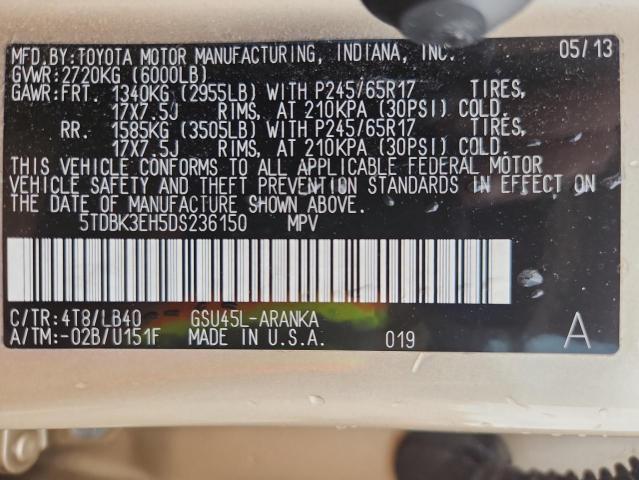 MFD.BY:TOYOTA MOTOR MANUFACTURING, INDIANA, INC. 05/13
GVWR:2720KG (6000LB)
GAWR:FRT. 1340KG (2955LB) WITH P245/65R17 TIRES,
17X7.5J RIMS, AT 210KPA (30PSI) COLD.
RR. 1585KG (3505LB) WITH P245/65R17 TIRES,
17X7.5J RIMS, AT 210KPA (30PSI) COLD.
THIS VEHICLE CONFORMS TO ALL APPLICABLE FEDERAL MOTOR
VEHICLE SAFETY AND THEFT PREVENTION STANDARDS IN EFFECT ON
THE DATE OF MANUFACTURE SHOWN ABOVE.
5TDBK3EH5DS236150 MPV
C/TR:4T8/LB40 GSU45L-ARANKA
A/TM:-02B/U151F MADE IN U.S.A. 019 A